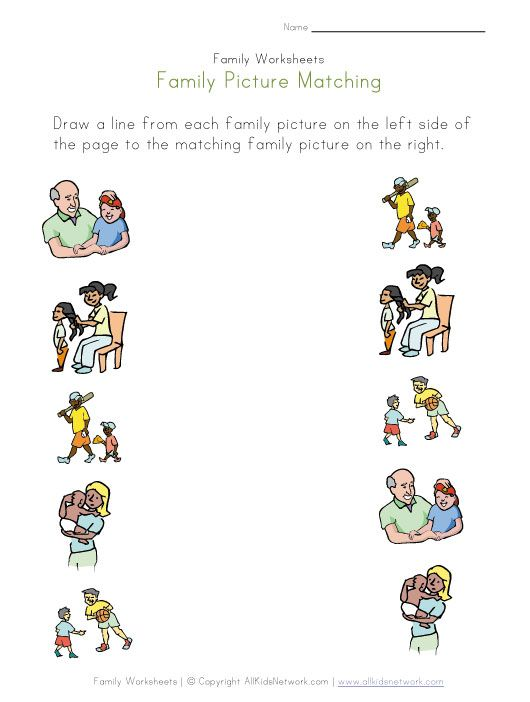 Name
Family Worksheets
Family Picture Matching
Draw a line from each family picture on the left side of
the page to the matching family picture on the right.
Family Worksheets | © Copyright AllKidsNetwork.com | www.allkidsnetwork.com